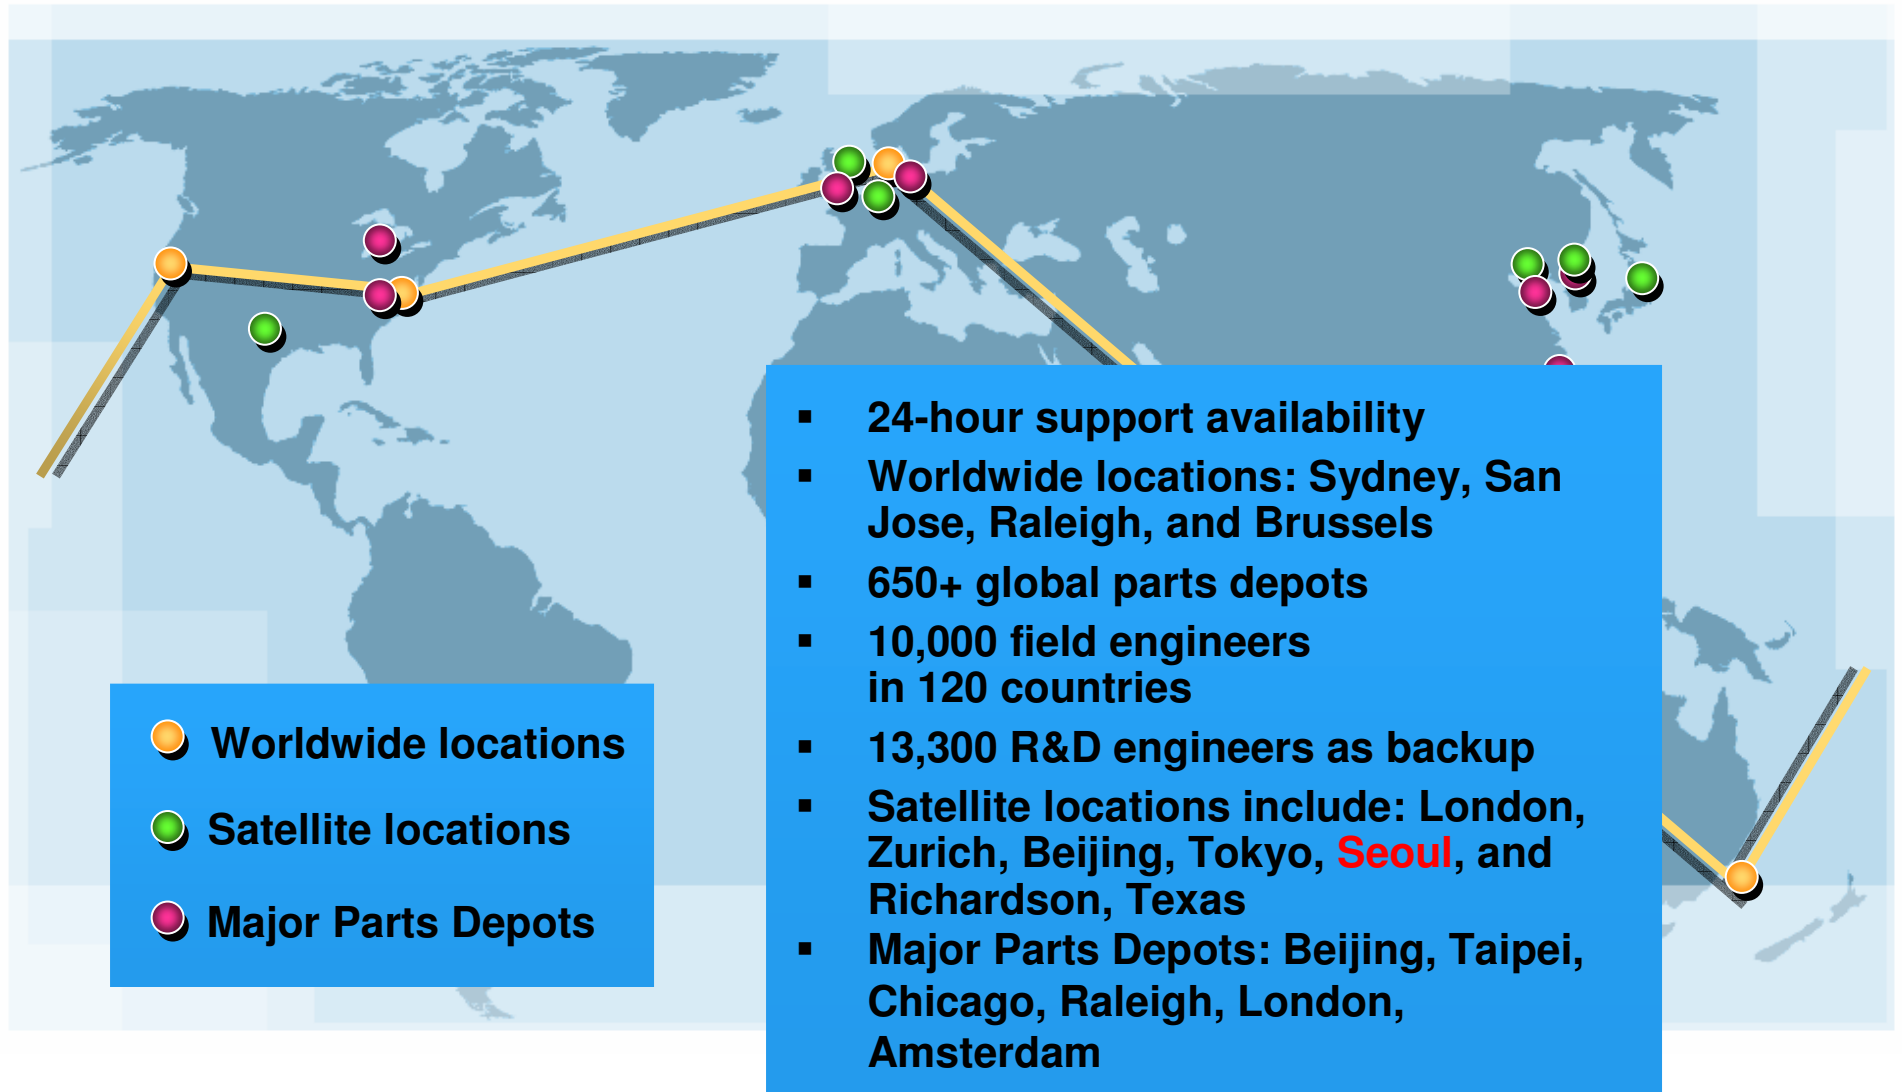 ▪ 24-hour support availability
▪ Worldwide locations: Sydney, San
Jose, Raleigh, and Brussels
▪ 650+ global parts depots
▪ 10,000 field engineers
in 120 countries
▪ 13,300 R&D engineers as backup
▪ Satellite locations include: London,
Zurich, Beijing, Tokyo, Seoul, and
Richardson, Texas
▪ Major Parts Depots: Beijing, Taipei,
Chicago, Raleigh, London,
Amsterdam
Worldwide locations
Satellite locations
Major Parts Depots